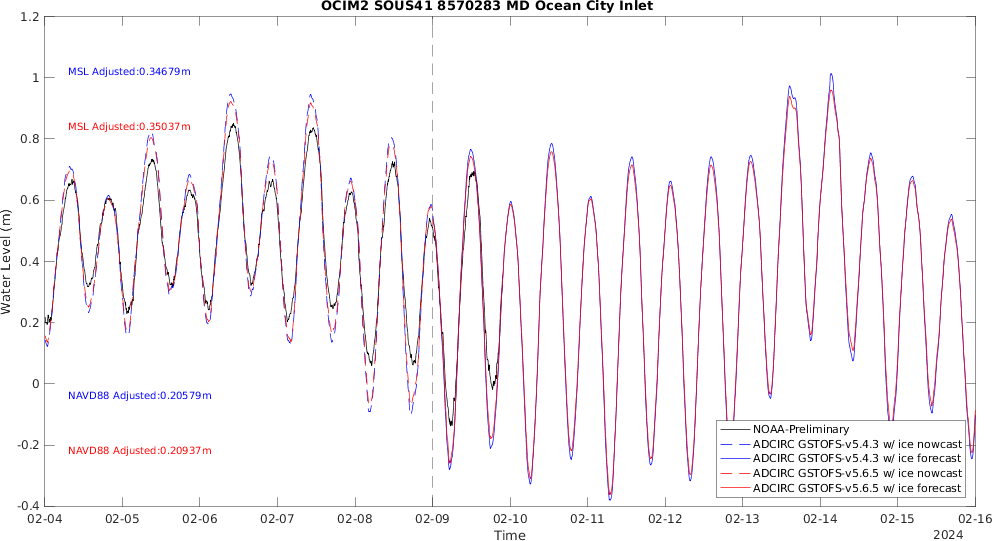 OCIM2 SOUS41 8570283 MD Ocean City Inlet
1.2
1
0.8
0.6
0.4
0.2
0
-0.2
-0.4
Water Level (m)
MSL Adjusted:0.34679m
MSL Adjusted:0.35037m
NAVD88 Adjusted:0.20579m
NAVD88 Adjusted:0.20937m
NOAA-Preliminary
ADCIRC GSTOFS-v5.4.3 w/ ice nowcast
ADCIRC GSTOFS-v5.4.3 w/ ice forecast
ADCIRC GSTOFS-v5.6.5 w/ ice nowcast
ADCIRC GSTOFS-v5.6.5 w/ ice forecast
02-04 02-05 02-06 02-07 02-08 02-09 02-10 02-11 02-12 02-13 02-14 02-15 02-16
Time
2024